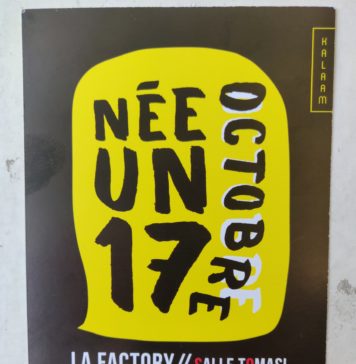 KALAAM
NÉE
UN
17
OCTOBRE
LA FACTORY // SALLE TOMASI